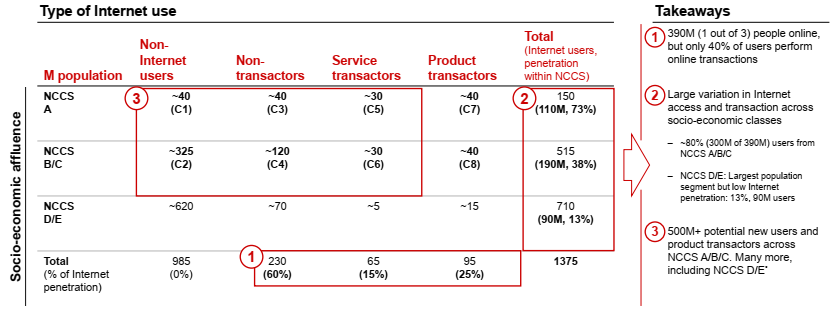 Type of Internet use
Takeaways
M population
Non-
Internet
users
Non-
transactors
Service
transactors
Product
transactors
Total
(Internet users,
penetration
within NCCS)
Socio-economic affluence
NCCS
A
~40
(C1)
~40
(C3)
~30
(C5)
~40
(C7)
150
(110M, 73%)
NCCS
B/C
~325
(C2)
~120
(C4)
~30
(C6)
~40
(C8)
515
(190M, 38%)
NCCS
D/E
~620
~70
~5
~15
710
(90M, 13%)
Total
(% of Internet
penetration)
985
(0%)
230
(60%)
65
(15%)
95
(25%)
1375
3
2
1
1
390M (1 out of 3) people online,
but only 40% of users perform
online transactions
2
Large variation in Internet
access and transaction across
socio-economic classes
– ~80% (300M of 390M) users from
NCCS A/B/C
– NCCS D/E: Largest population
segment but low Internet
penetration: 13%, 90M users
3
500M+ potential new users and
product transactors across
NCCS A/B/C. Many more,
including NCCS D/E*